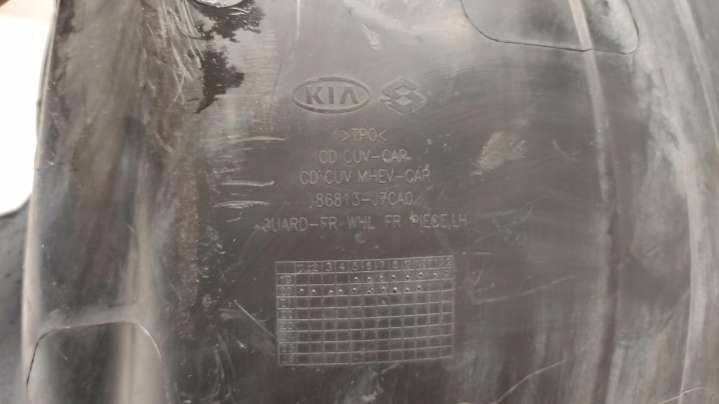 KIA
>TPO<
CD CUV-CAR
CD CUV MHEV-CAR
86813-J7CA0
GUARD-FR WHL FR PIECE,LH